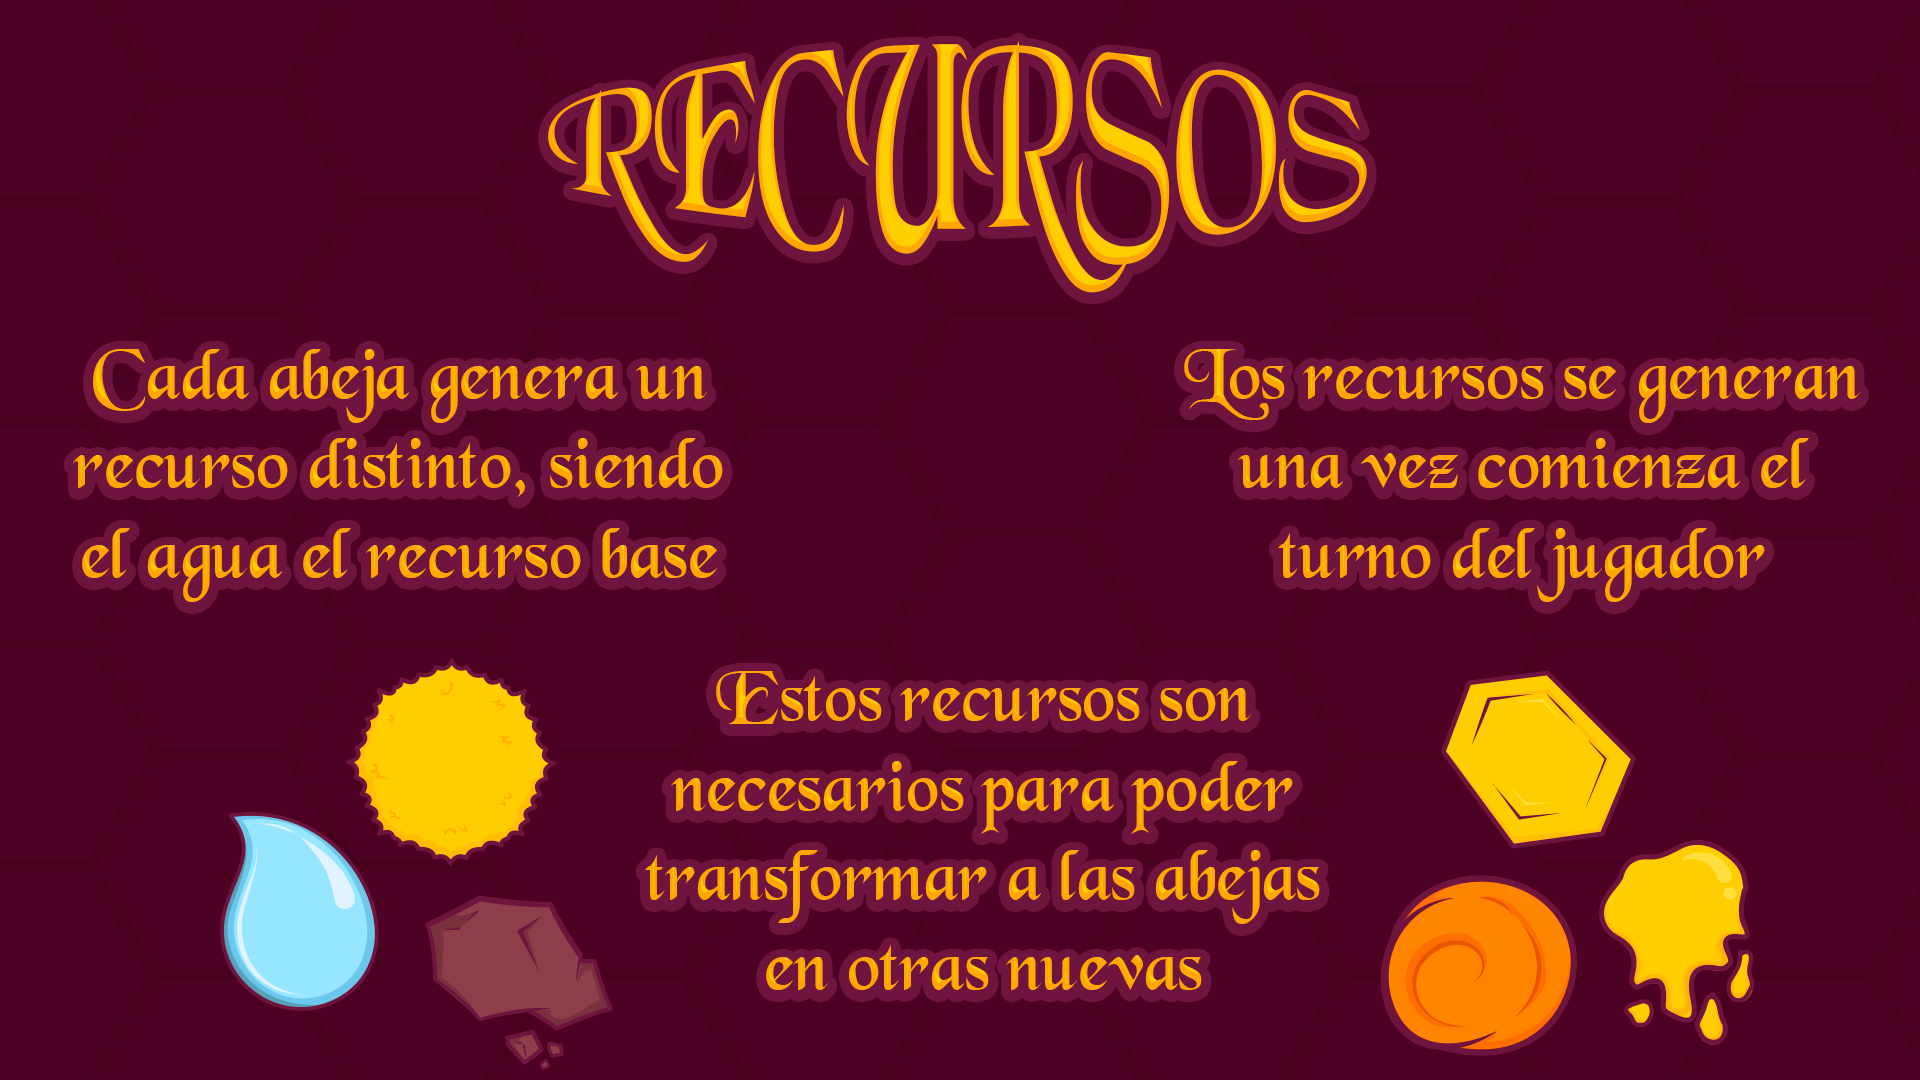 RECURSOS
Cada abeja genera un
recurso distinto, siendo
el agua el recurso base
Los recursos se generan
una vez comienza el
turno del jugador
Estos recursos son
necesarios para poder
transformar a las abejas
en otras nuevas